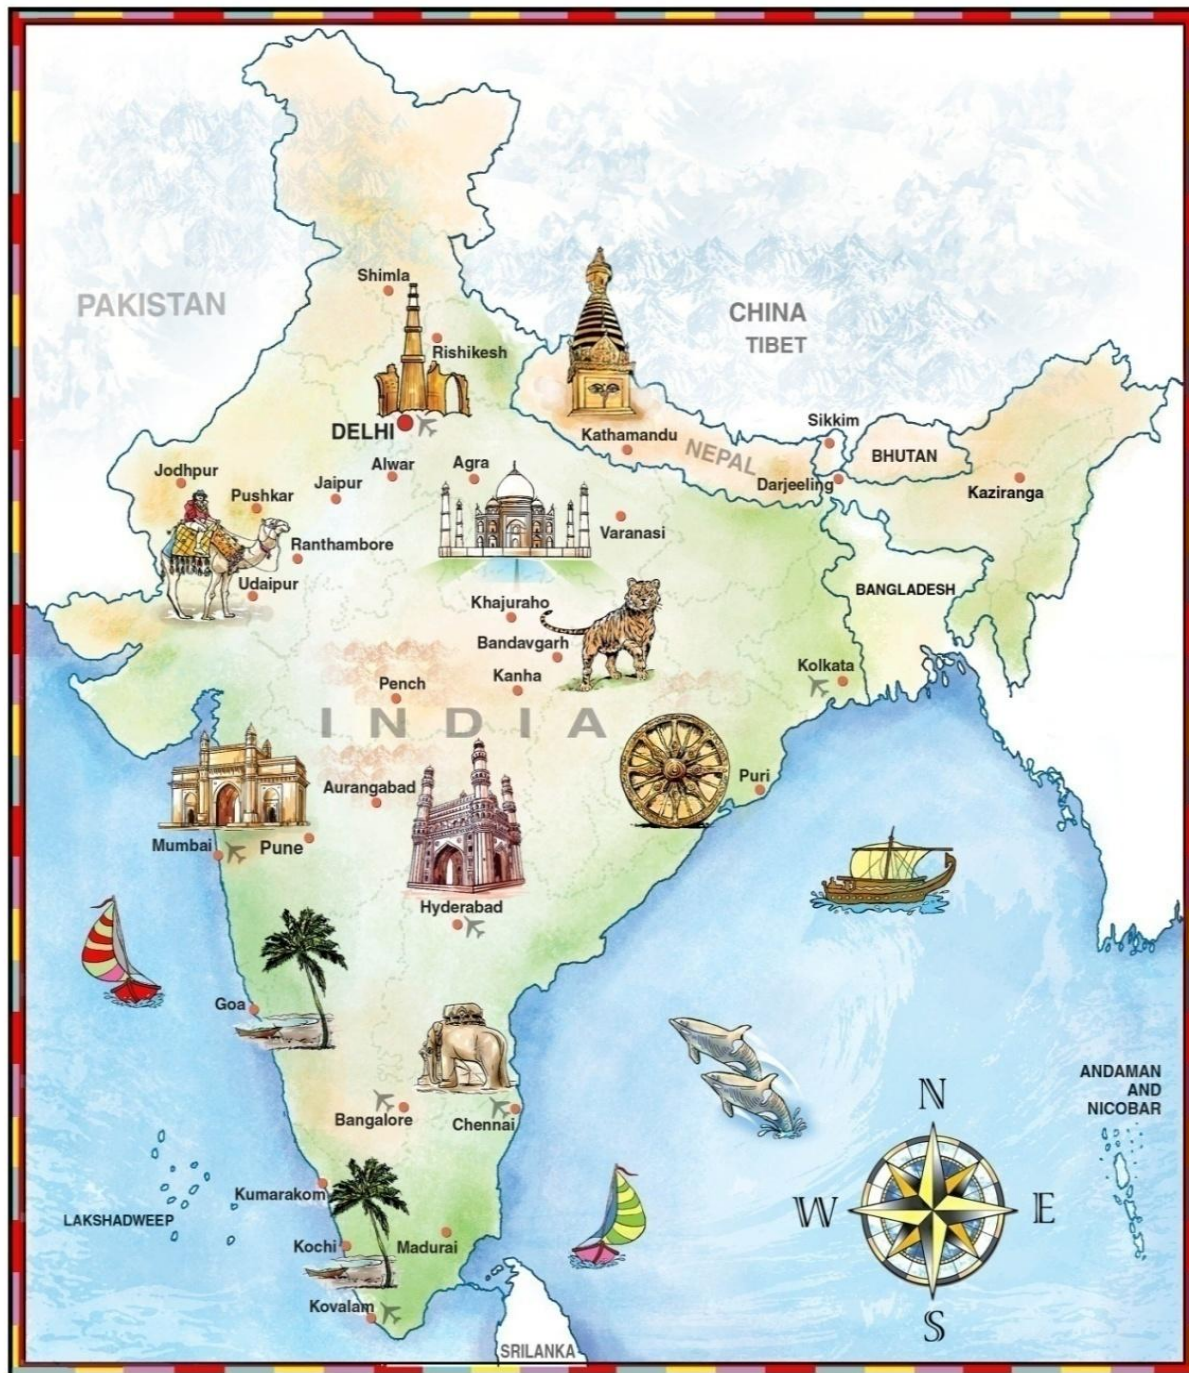 Shimla
PAKISTAN
CHINA
TIBET
Rishikesh
DELHI
Kathamandu
NEPAL
Sikkim
BHUTAN
Darjeeling
Kaziranga
Jodhpur
Pushkar
Jaipur
Alwar
Agra
Varanasi
Ranthambore
Udaipur
BANGLADESH
Khajuraho
Bandavgarh
Kanha
Kolkata
Pench
INDIA
Aurangabad
Puri
Mumbai
Pune
Hyderabad
Goa
Bangalore
Chennai
ANDAMAN
AND
NICOBAR
N
W
E
S
Kumarakom
LAKSHADWEEP
Kochi
Madurai
Kovalam
SRILANKA